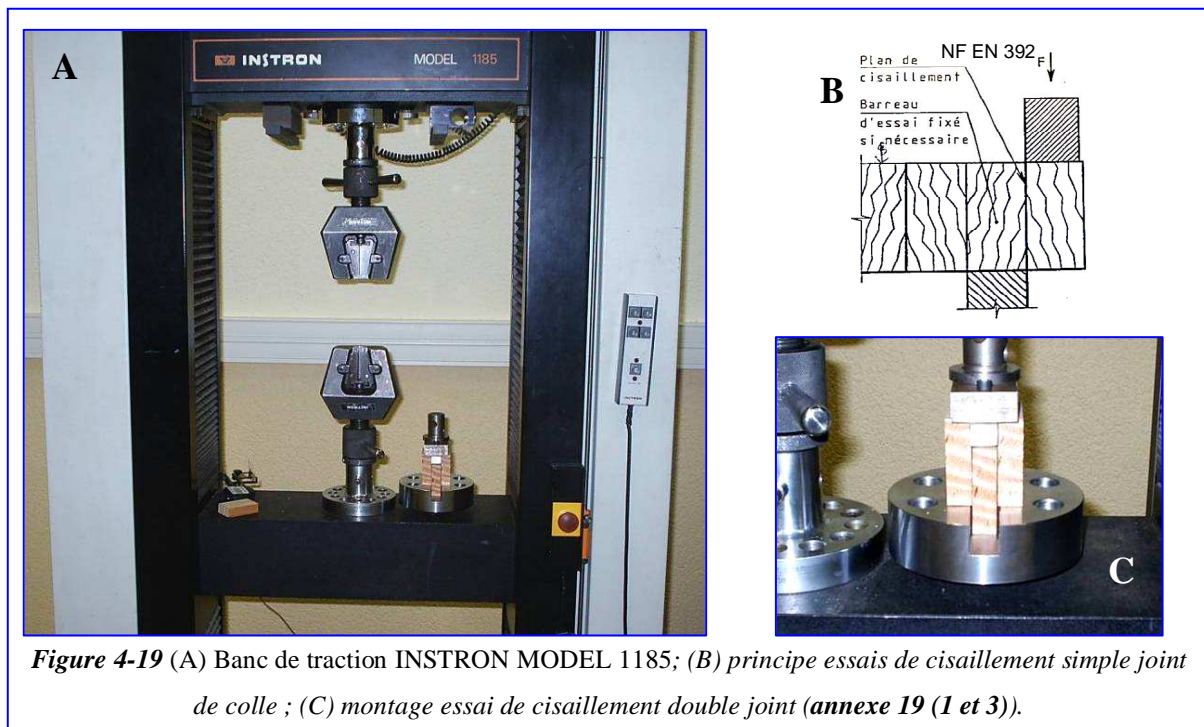 A
INSTRON MODEL 1185
B
NF EN 392
F
Plan de
cisaillement
Barreau
d'essai fixé
si nécessaire
C
Figure 4-19 (A) Banc de traction INSTRON MODEL 1185; (B) principe essais de cisaillement simple joint
de colle ; (C) montage essai de cisaillement double joint (annexe 19 (1 et 3)).